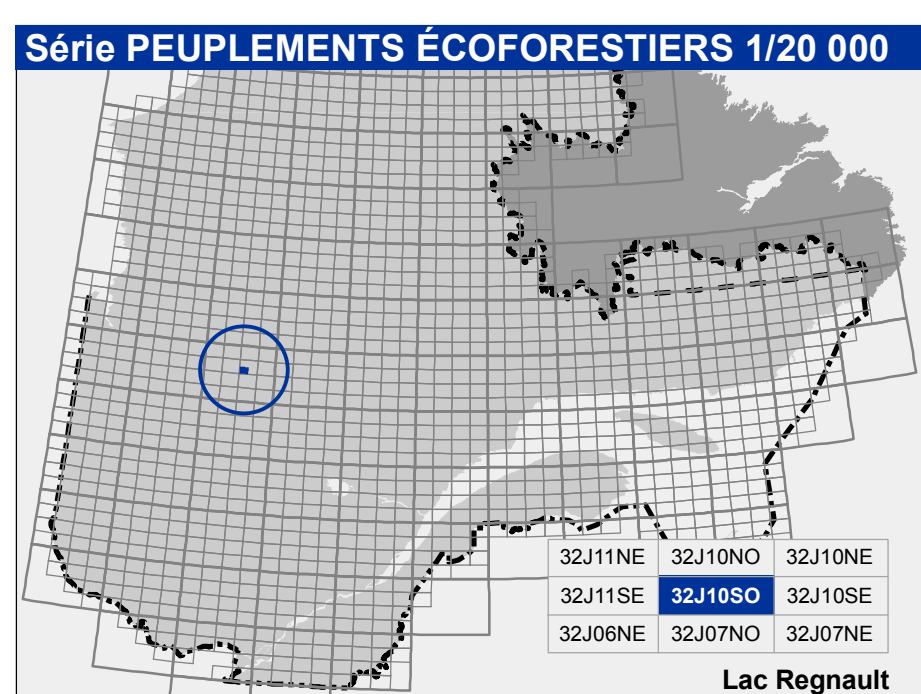 Série PEUPLEMENTS ÉCOFORESTIERS 1/20 000
32J11NE 32J10NO 32J10NE
32J11SE 32J10SO 32J10SE
32J06NE 32J07NO 32J07NE
Lac Regnault